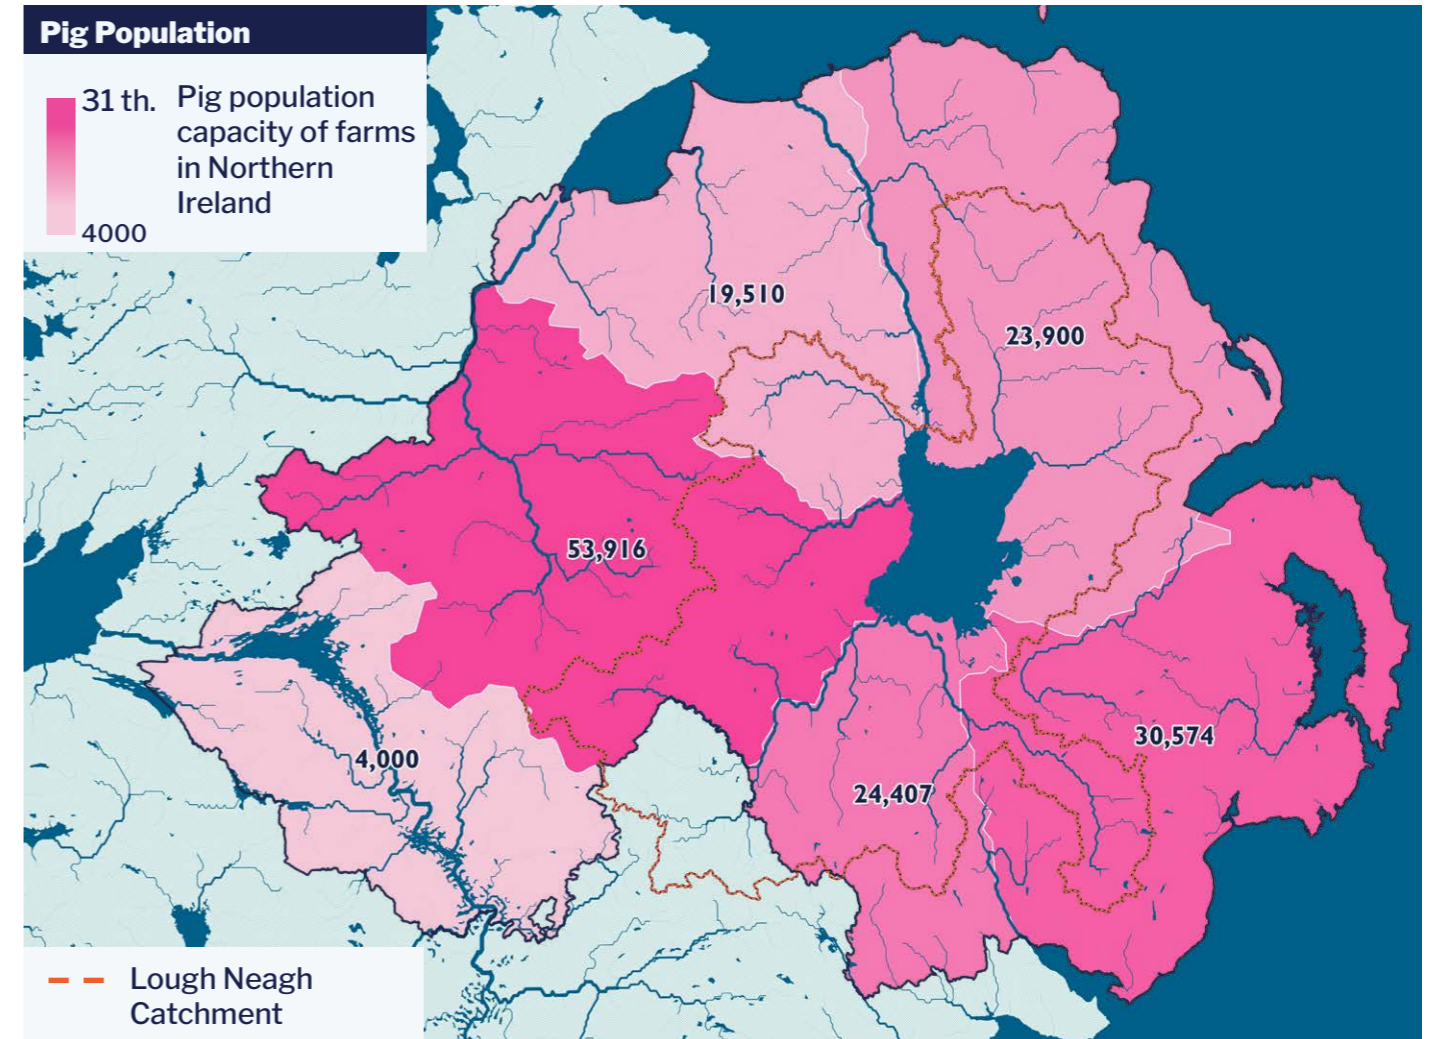 Pig Population
31 th.
4000
Pig population
capacity of farms
in Northern
Ireland
19,510
23,900
53,916
4,000
24,407
30,574
Lough Neagh
Catchment